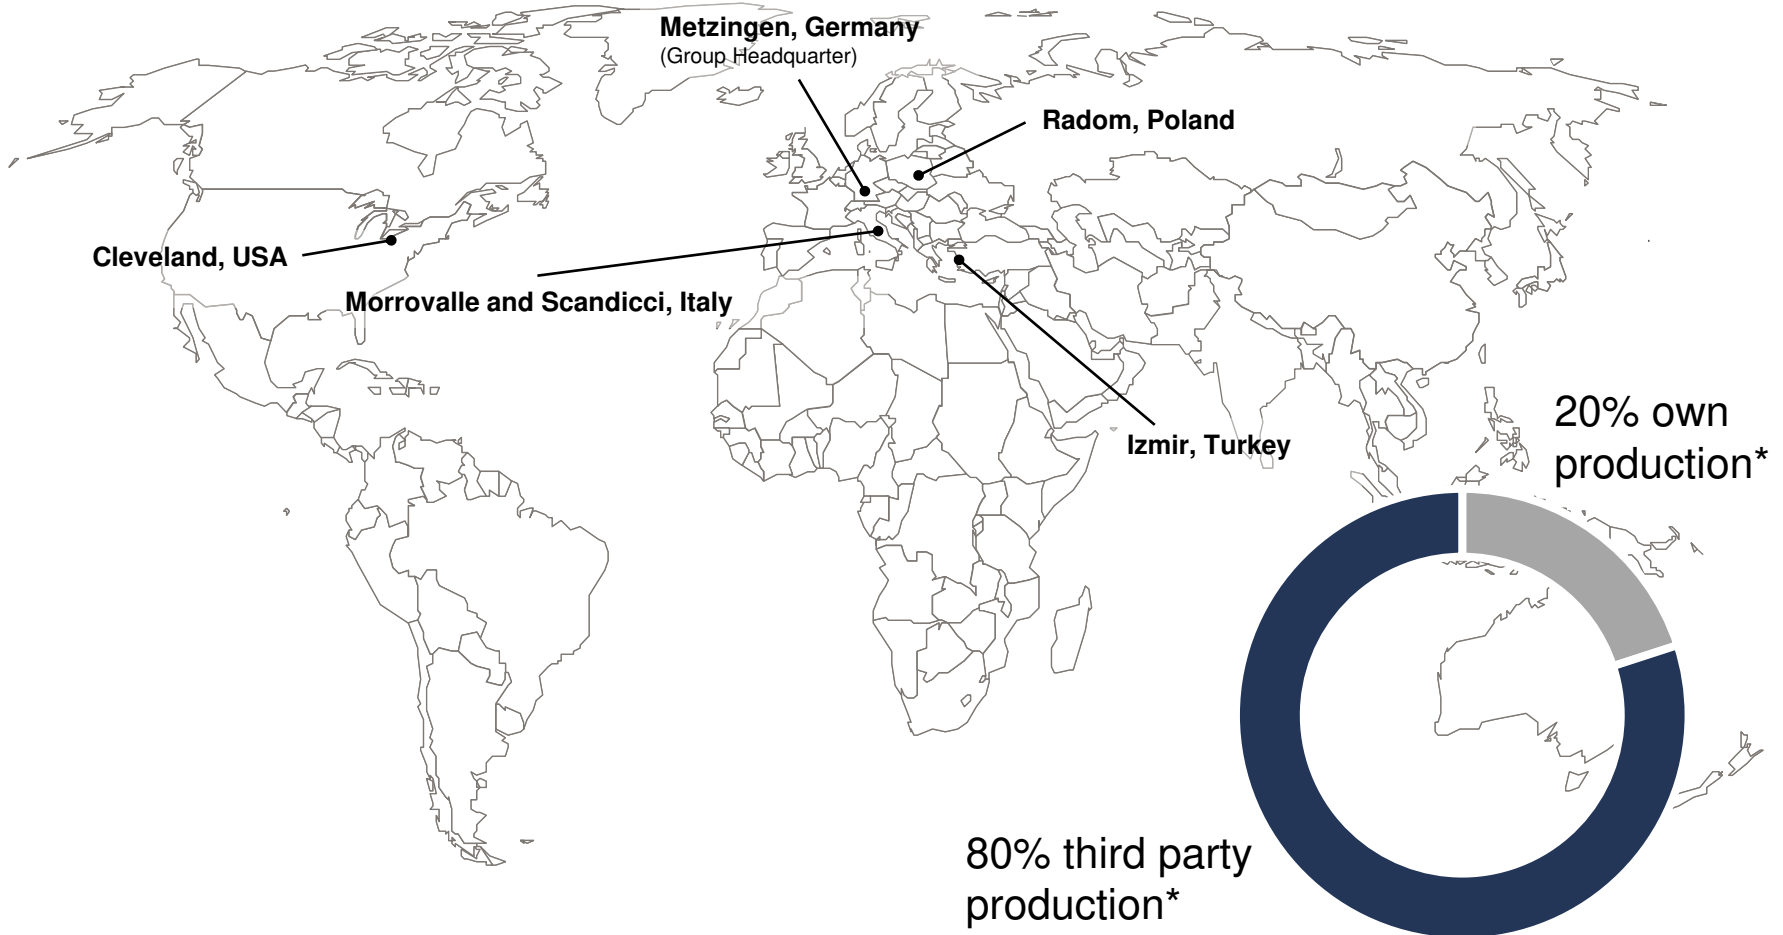 Metzingen, Germany
(Group Headquarter)
Radom, Poland
Cleveland, USA
Morrovalle and Scandicci, Italy
Izmir, Turkey
20% own
production*
80% third party
production*